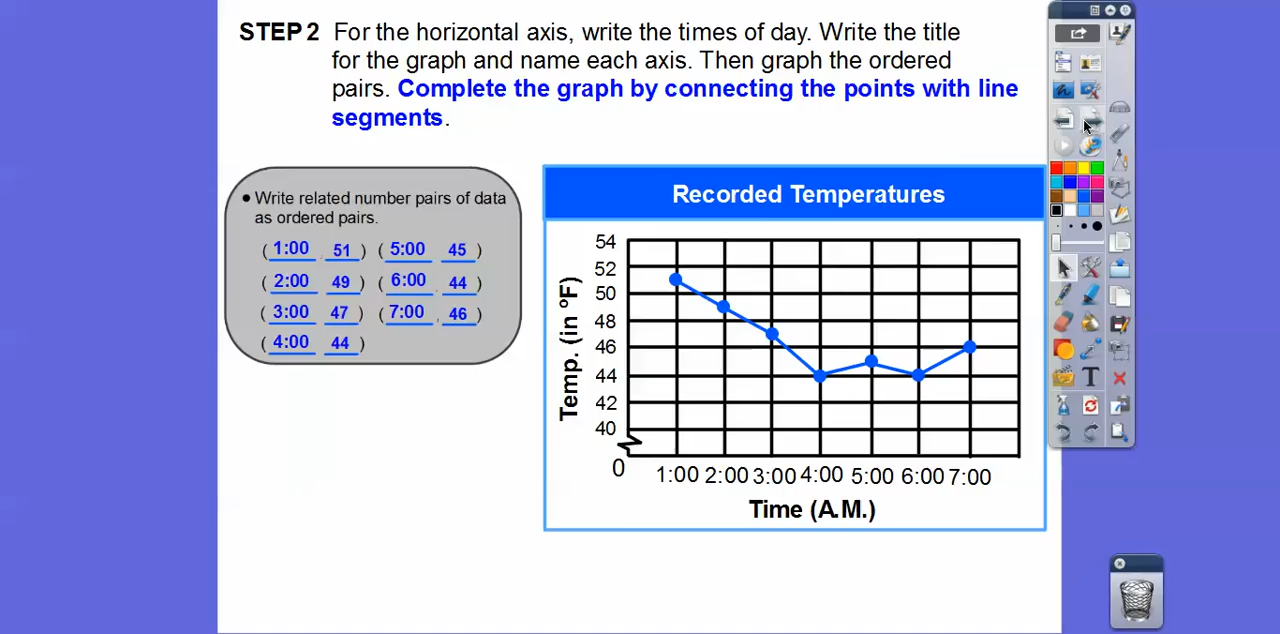 STEP 2 For the horizontal axis, write the times of day. Write the title
for the graph and name each axis. Then graph the ordered
pairs. Complete the graph by connecting the points with line
segments.
• Write related number pairs of data
as ordered pairs.
( 1:00 51 ) ( 5:00 45 )
( 2:00 49 ) ( 6:00 , 44 )
( 3:00 47 ) ( 7:00 , 46 )
( 4:00 44 )
Recorded Temperatures
Temp. (in °F)
54
52
50
48
46
44
42
40
0
1:00 2:00 3:00 4:00 5:00 6:00 7:00
Time (A.M.)
T